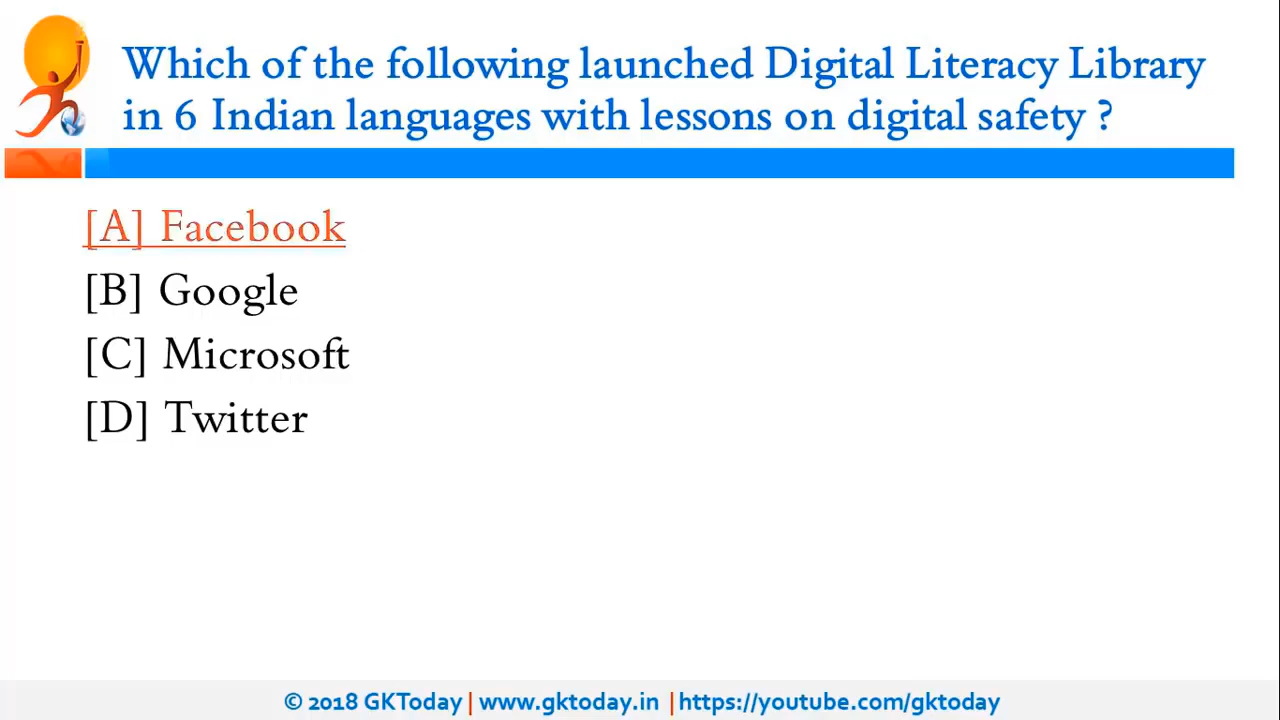 Which of the following launched Digital Literacy Library
in 6 Indian languages with lessons on digital safety ?
[A] Facebook
[B] Google
[C] Microsoft
[D] Twitter
© 2018 GKToday | www.gktoday.in | https://youtube.com/gktoday